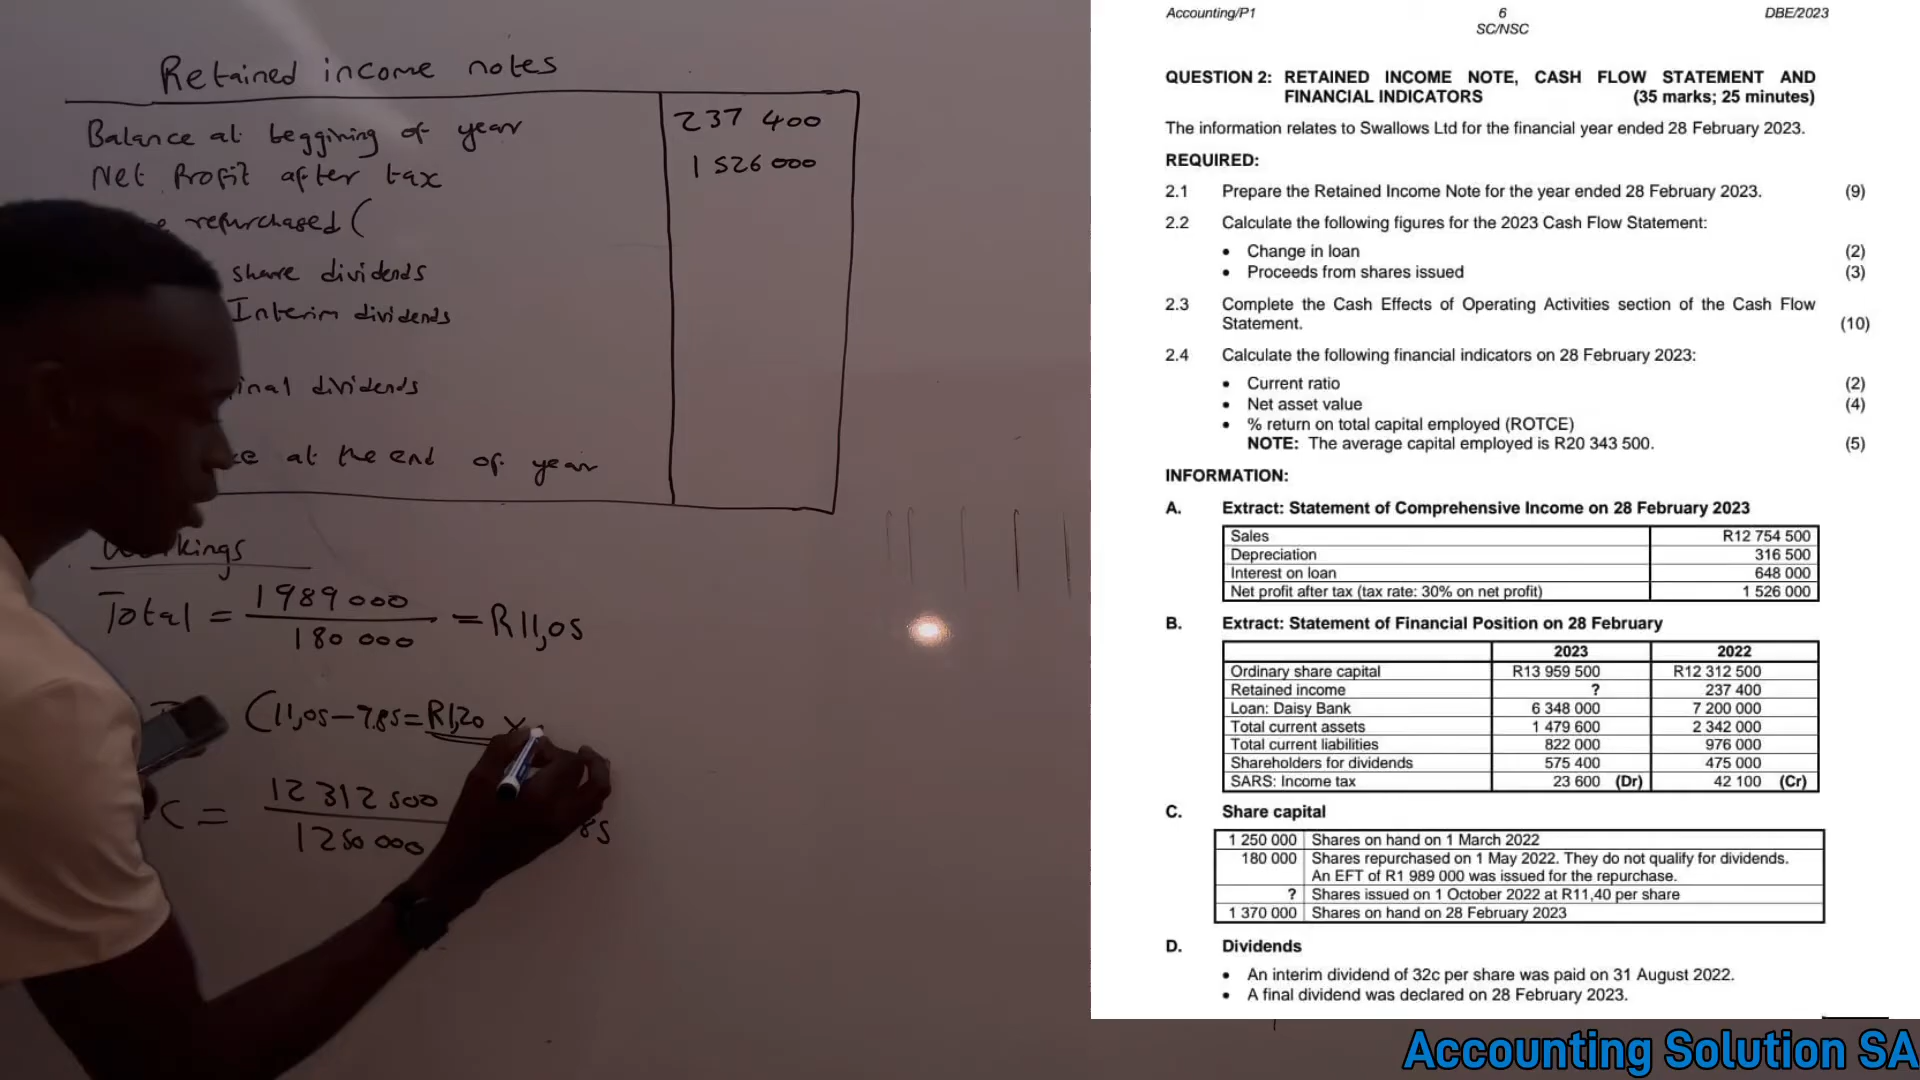 Retained income notes
Balance at beggining of year 237 400
Net Profit after tax 1 526 000
repurchased (
share dividends
Interim dividends
inal dividends
at the end of year
Workings
Total = 1989 000 / 180 000 = R11,05
(11,05 - 7,85 = R1,20 ×
C = 12 312 500 / 1250 000 85
Accounting/P1 6 DBE/2023
SC/NSC
QUESTION 2: RETAINED INCOME NOTE, CASH FLOW STATEMENT AND
FINANCIAL INDICATORS (35 marks; 25 minutes)
The information relates to Swallows Ltd for the financial year ended 28 February 2023.
REQUIRED:
2.1 Prepare the Retained Income Note for the year ended 28 February 2023. (9)
2.2 Calculate the following figures for the 2023 Cash Flow Statement:
• Change in loan (2)
• Proceeds from shares issued (3)
2.3 Complete the Cash Effects of Operating Activities section of the Cash Flow
Statement. (10)
2.4 Calculate the following financial indicators on 28 February 2023:
• Current ratio (2)
• Net asset value (4)
• % return on total capital employed (ROTCE)
NOTE: The average capital employed is R20 343 500. (5)
INFORMATION:
A. Extract: Statement of Comprehensive Income on 28 February 2023
Sales R12 754 500
Depreciation 316 500
Interest on loan 648 000
Net profit after tax (tax rate: 30% on net profit) 1 526 000
B. Extract: Statement of Financial Position on 28 February
2023 2022
Ordinary share capital R13 959 500 R12 312 500
Retained income ? 237 400
Loan: Daisy Bank 6 348 000 7 200 000
Total current assets 1 479 600 2 342 000
Total current liabilities 822 000 976 000
Shareholders for dividends 575 400 475 000
SARS: Income tax 23 600 (Dr) 42 100 (Cr)
C. Share capital
1 250 000 Shares on hand on 1 March 2022
180 000 Shares repurchased on 1 May 2022. They do not qualify for dividends.
An EFT of R1 989 000 was issued for the repurchase.
? Shares issued on 1 October 2022 at R11,40 per share
1 370 000 Shares on hand on 28 February 2023
D. Dividends
• An interim dividend of 32c per share was paid on 31 August 2022.
• A final dividend was declared on 28 February 2023.
Accounting Solution SA